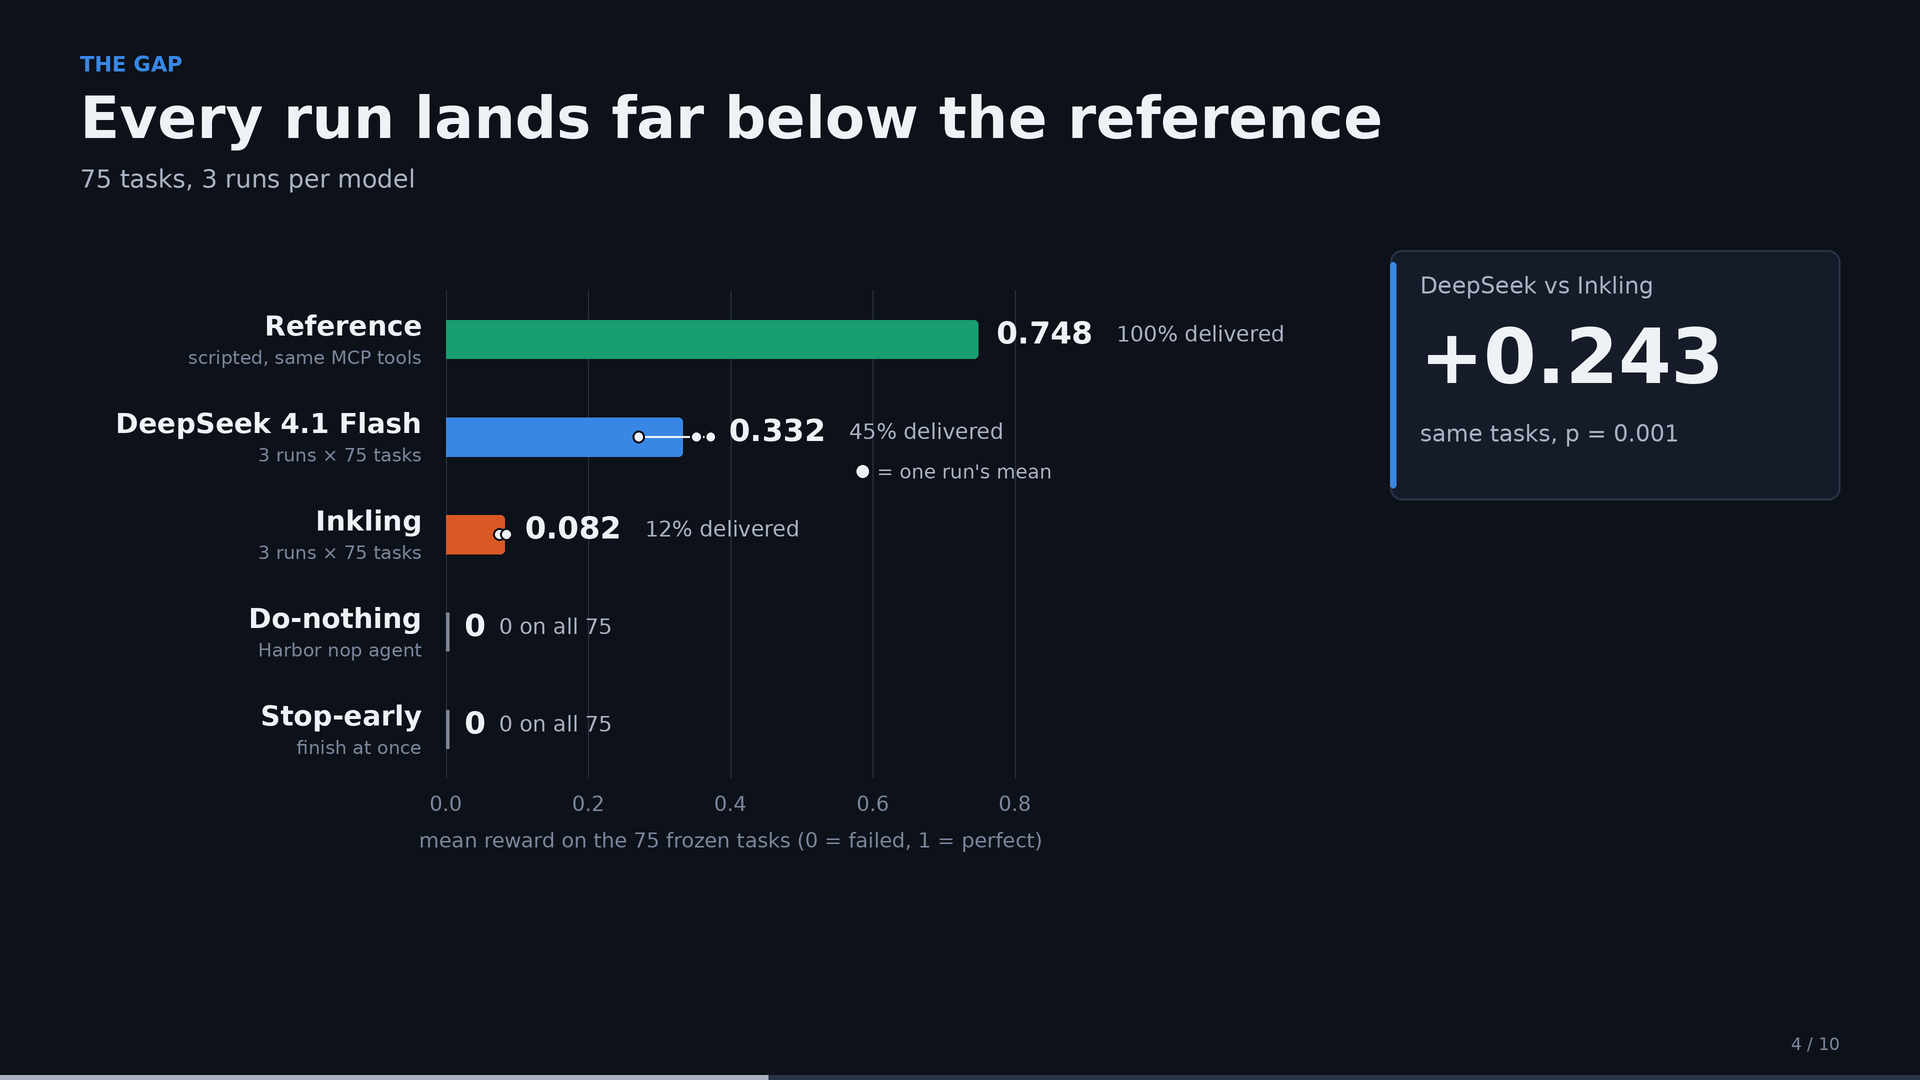 THE GAP
Every run lands far below the reference
75 tasks, 3 runs per model
Reference
scripted, same MCP tools
0.748 100% delivered
DeepSeek 4.1 Flash
3 runs × 75 tasks
0.332 45% delivered
= one run's mean
Inkling
3 runs × 75 tasks
0.082 12% delivered
Do-nothing
Harbor nop agent
0 0 on all 75
Stop-early
finish at once
0 0 on all 75
0.0 0.2 0.4 0.6 0.8
mean reward on the 75 frozen tasks (0 = failed, 1 = perfect)
DeepSeek vs Inkling
+0.243
same tasks, p = 0.001
4 / 10